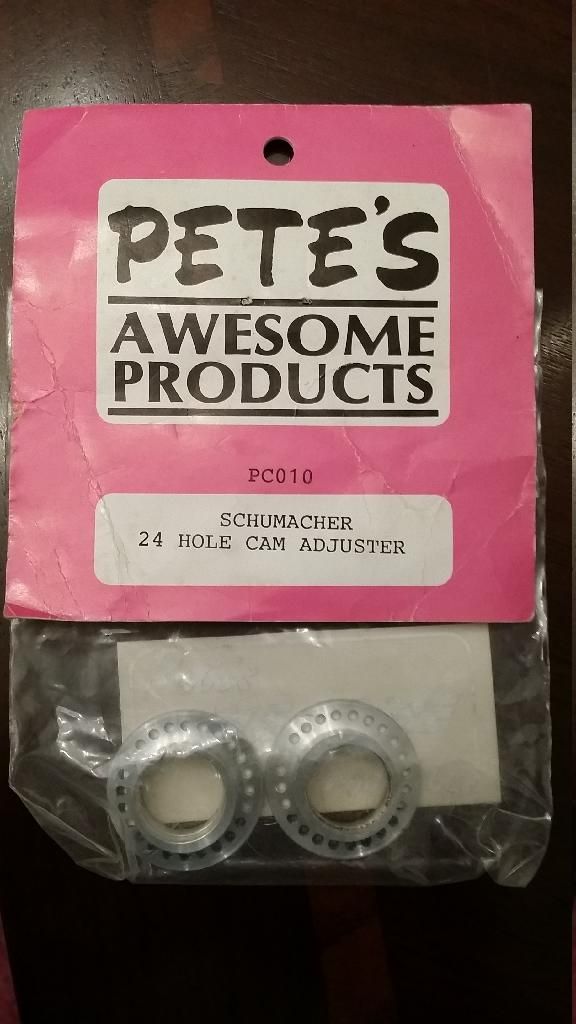 PETE'S
AWESOME
PRODUCTS
PC010
SCHUMACHER
24 HOLE CAM ADJUSTER